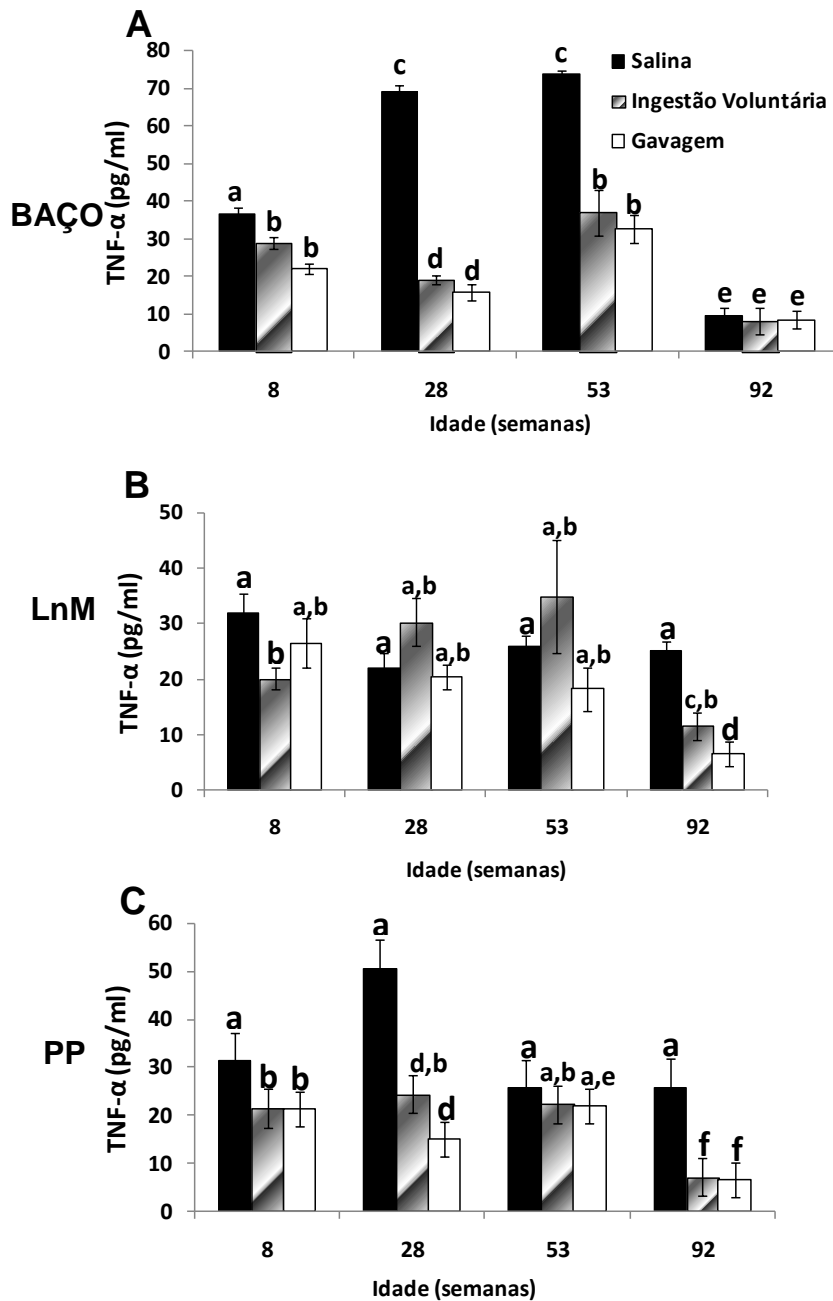 A
BAÇO
TNF-α (pg/ml)
80
70
60
50
40
30
20
10
0
a
b
b
c
d
d
c
b
b
e
e
e
Salina
Ingestão Voluntária
Gavagem
8
28
53
92
Idade (semanas)
B
LnM
TNF-α (pg/ml)
50
40
30
20
10
0
a
b
a,b
a
a,b
a,b
a
a,b
a,b
a
c,b
d
8
28
53
92
Idade (semanas)
C
PP
TNF-α (pg/ml)
60
50
40
30
20
10
0
a
b
b
a
d,b
d
a
a,b
a,e
a
f
f
8
28
53
92
Idade (semanas)